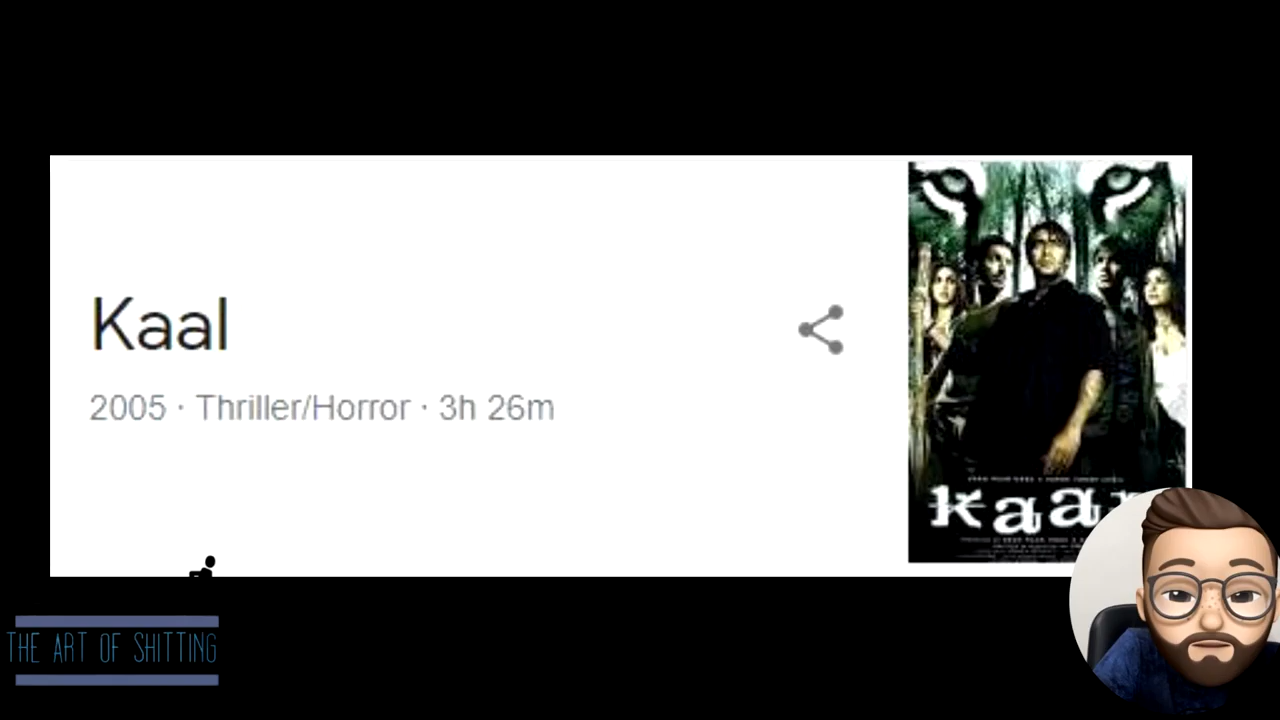 Kaal
2005 · Thriller/Horror · 3h 26m
kaal
THE ART OF SHITTING